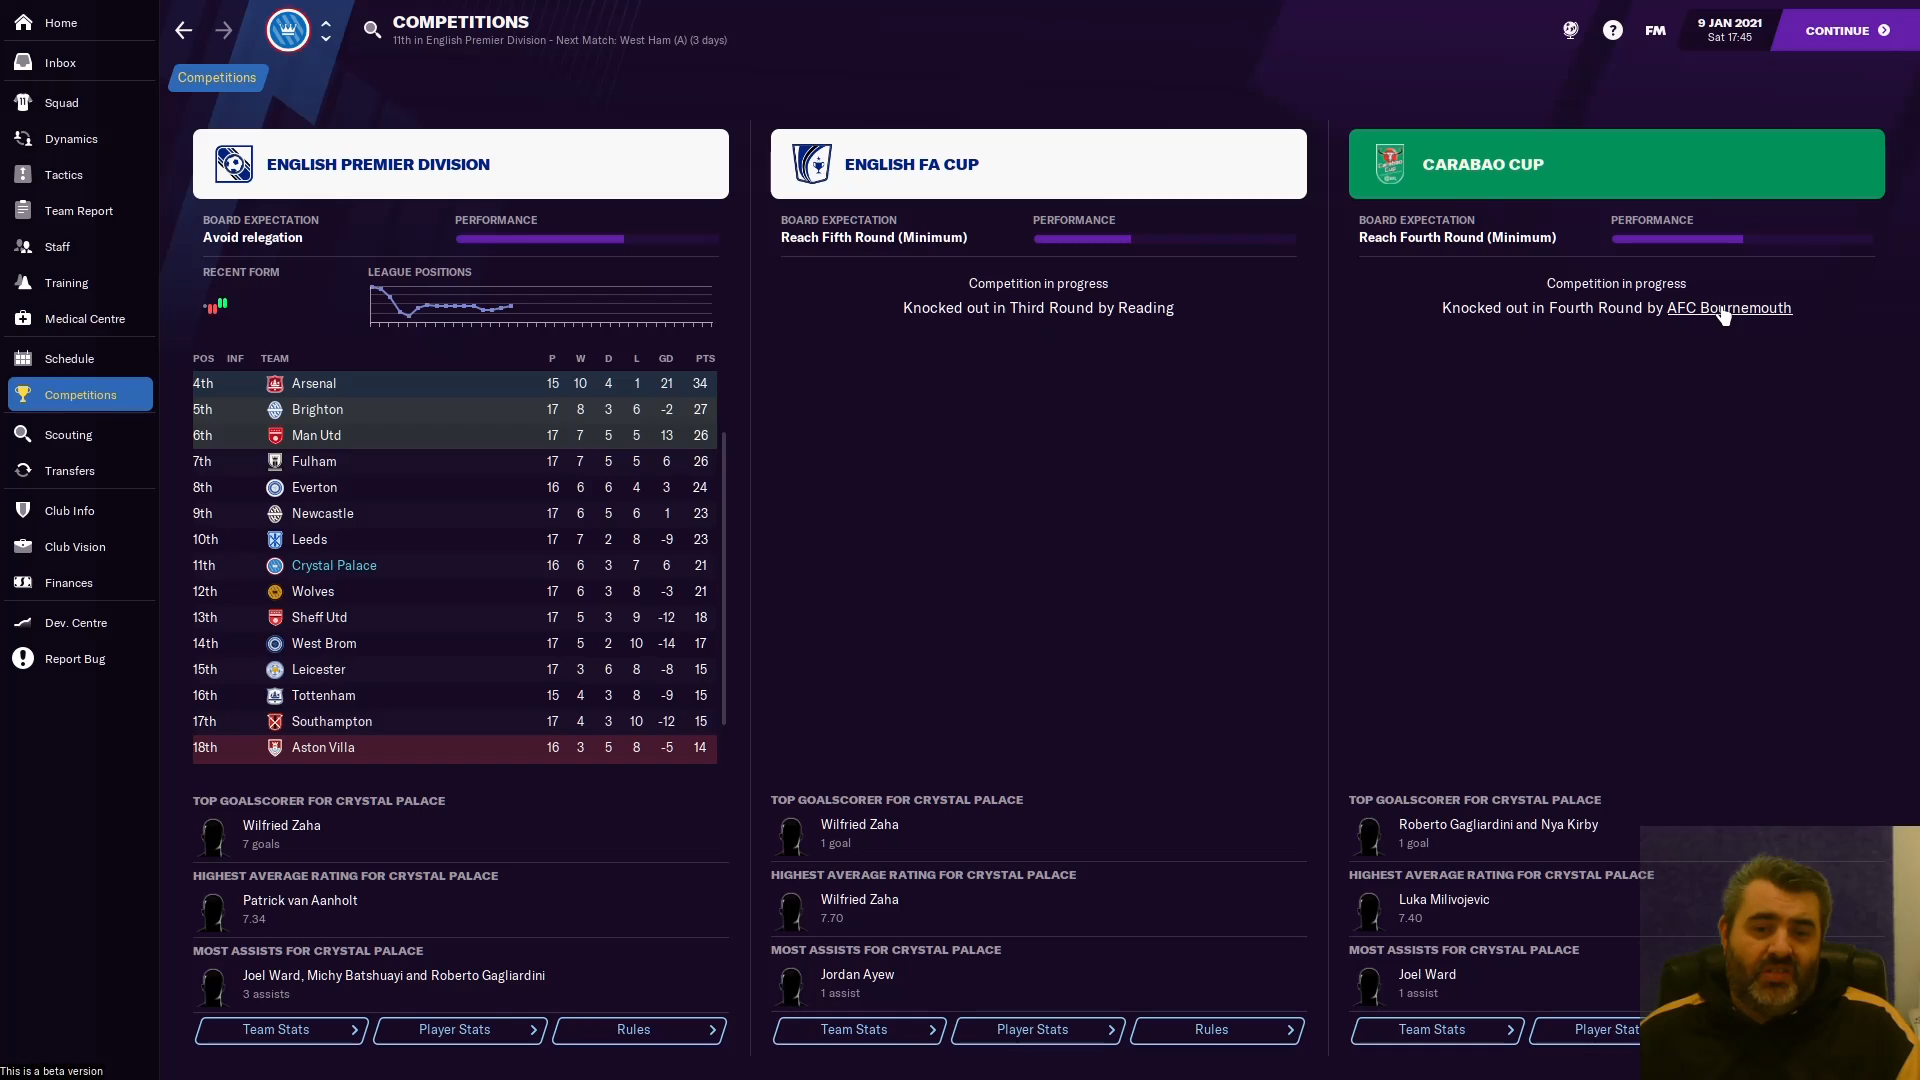 Home
Inbox
Squad
Dynamics
Tactics
Team Report
Staff
Training
Medical Centre
Schedule
Competitions
Scouting
Transfers
Club Info
Club Vision
Finances
Dev. Centre
Report Bug
This is a beta version
COMPETITIONS
11th in English Premier Division - Next Match: West Ham (A) (3 days)
FM
9 JAN 2021
Sat 17:45
CONTINUE
Competitions
ENGLISH PREMIER DIVISION
BOARD EXPECTATION PERFORMANCE
Avoid relegation
RECENT FORM LEAGUE POSITIONS
POS INF TEAM P W D L GD PTS
4th Arsenal 15 10 4 1 21 34
5th Brighton 17 8 3 6 -2 27
6th Man Utd 17 7 5 5 13 26
7th Fulham 17 7 5 5 6 26
8th Everton 16 6 6 4 3 24
9th Newcastle 17 6 5 6 1 23
10th Leeds 17 7 2 8 -9 23
11th Crystal Palace 16 6 3 7 6 21
12th Wolves 17 6 3 8 -3 21
13th Sheff Utd 17 5 3 9 -12 18
14th West Brom 17 5 2 10 -14 17
15th Leicester 17 3 6 8 -8 15
16th Tottenham 15 4 3 8 -9 15
17th Southampton 17 4 3 10 -12 15
18th Aston Villa 16 3 5 8 -5 14
TOP GOALSCORER FOR CRYSTAL PALACE
Wilfried Zaha
7 goals
HIGHEST AVERAGE RATING FOR CRYSTAL PALACE
Patrick van Aanholt
7.34
MOST ASSISTS FOR CRYSTAL PALACE
Joel Ward, Michy Batshuayi and Roberto Gagliardini
3 assists
Team Stats Player Stats Rules
ENGLISH FA CUP
BOARD EXPECTATION PERFORMANCE
Reach Fifth Round (Minimum)
Competition in progress
Knocked out in Third Round by Reading
TOP GOALSCORER FOR CRYSTAL PALACE
Wilfried Zaha
1 goal
HIGHEST AVERAGE RATING FOR CRYSTAL PALACE
Wilfried Zaha
7.70
MOST ASSISTS FOR CRYSTAL PALACE
Jordan Ayew
1 assist
Team Stats Player Stats Rules
CARABAO CUP
BOARD EXPECTATION PERFORMANCE
Reach Fourth Round (Minimum)
Competition in progress
Knocked out in Fourth Round by AFC Bournemouth
TOP GOALSCORER FOR CRYSTAL PALACE
Roberto Gagliardini and Nya Kirby
1 goal
HIGHEST AVERAGE RATING FOR CRYSTAL PALACE
Luka Milivojevic
7.40
MOST ASSISTS FOR CRYSTAL PALACE
Joel Ward
1 assist
Team Stats Player Stat